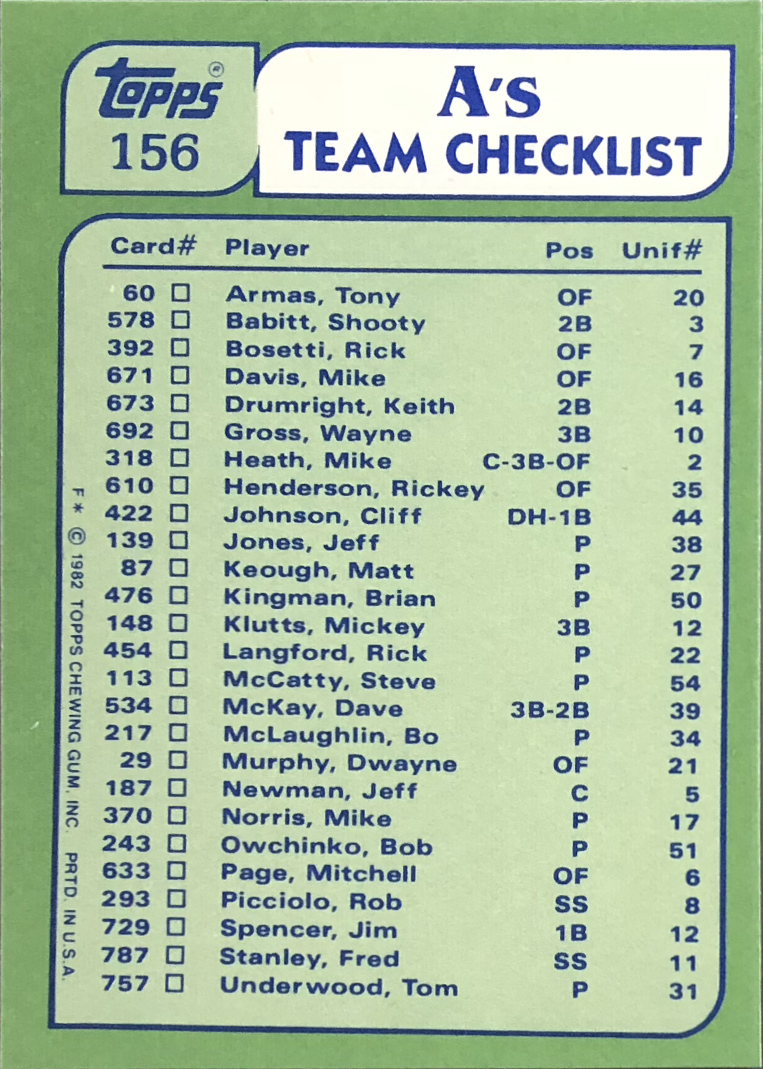 topps®
156
A's
TEAM CHECKLIST
Card# Player Pos Unif#
60 □ Armas, Tony OF 20
578 □ Babitt, Shooty 2B 3
392 □ Bosetti, Rick OF 7
671 □ Davis, Mike OF 16
673 □ Drumright, Keith 2B 14
692 □ Gross, Wayne 3B 10
318 □ Heath, Mike C-3B-OF 2
610 □ Henderson, Rickey OF 35
422 □ Johnson, Cliff DH-1B 44
139 □ Jones, Jeff P 38
87 □ Keough, Matt P 27
476 □ Kingman, Brian P 50
148 □ Klutts, Mickey 3B 12
454 □ Langford, Rick P 22
113 □ McCatty, Steve P 54
534 □ McKay, Dave 3B-2B 39
217 □ McLaughlin, Bo P 34
29 □ Murphy, Dwayne OF 21
187 □ Newman, Jeff C 5
370 □ Norris, Mike P 17
243 □ Owchinko, Bob P 51
633 □ Page, Mitchell OF 6
293 □ Picciolo, Rob SS 8
729 □ Spencer, Jim 1B 12
787 □ Stanley, Fred SS 11
757 □ Underwood, Tom P 31
F* © 1982 TOPPS CHEWING GUM, INC. PRTD. IN U.S.A.